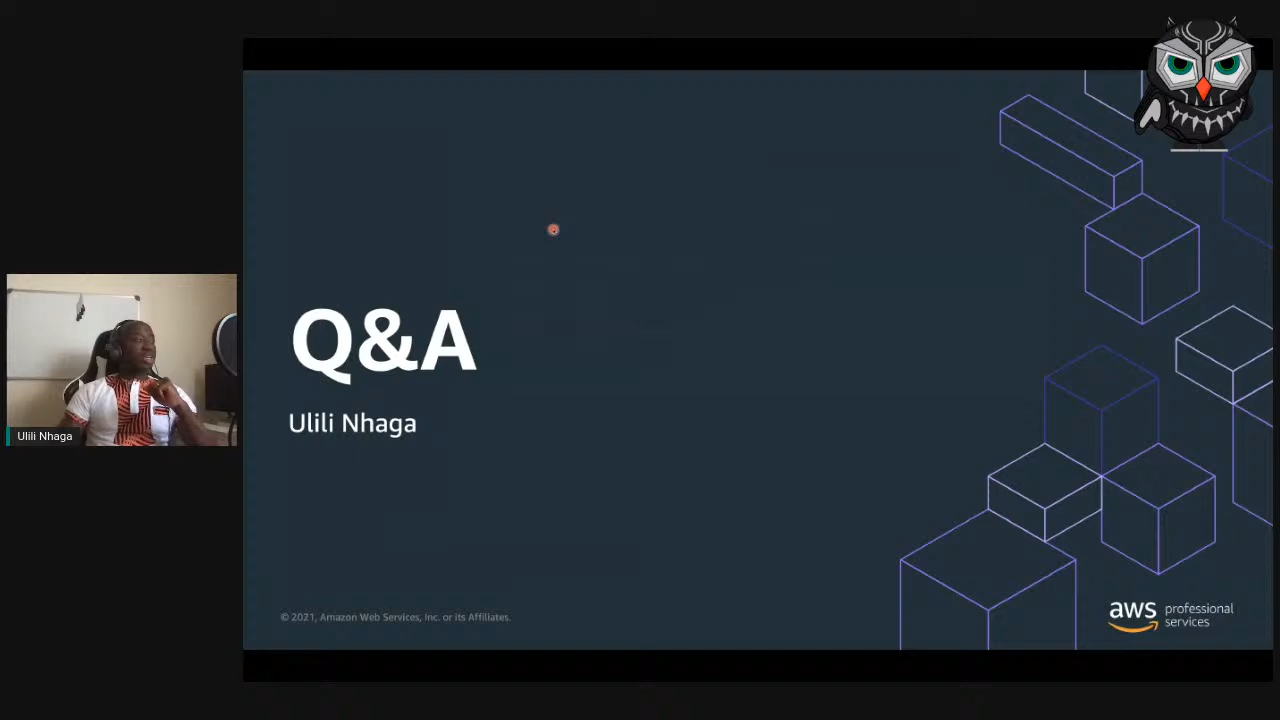 Q&A
Ulili Nhaga
Ulili Nhaga
© 2021, Amazon Web Services, Inc. or its Affiliates.
aws professional
services